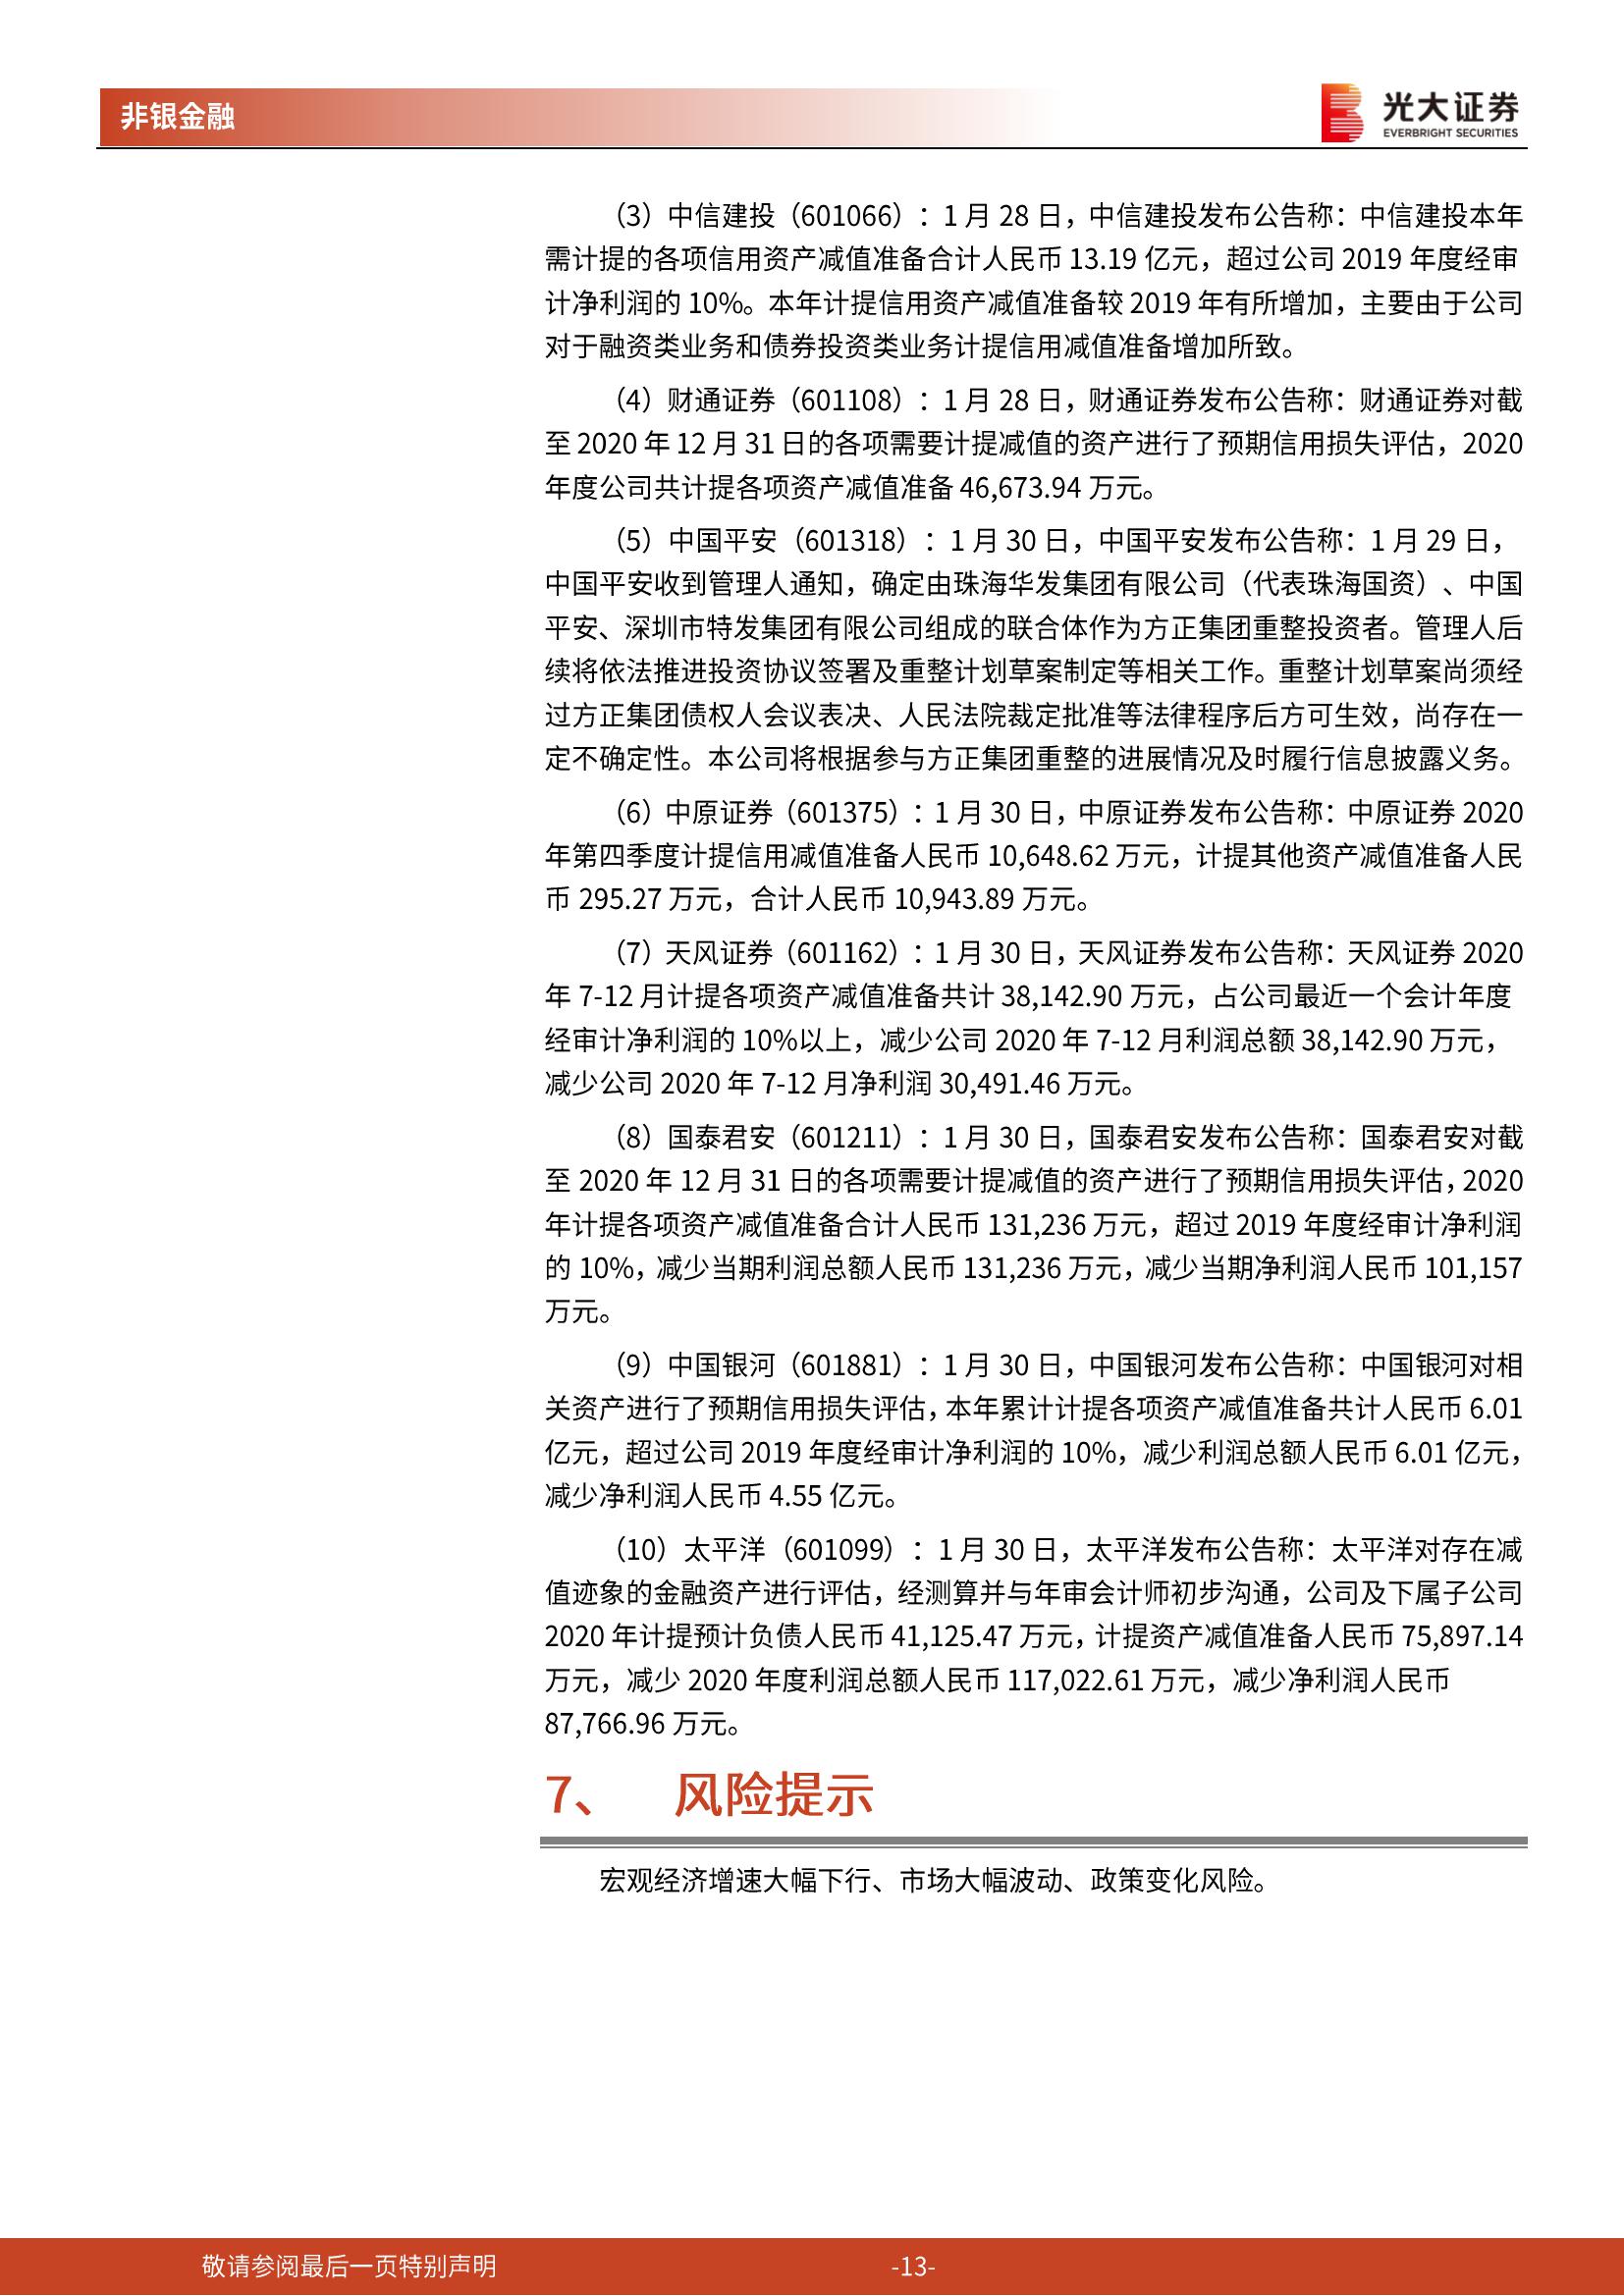 非银金融
光大证券
EVERBRIGHT SECURITIES
（3）中信建投（601066）：1 月 28 日，中信建投发布公告称：中信建投本年
需计提的各项信用资产减值准备合计人民币 13.19 亿元，超过公司 2019 年度经审
计净利润的 10%。本年计提信用资产减值准备较 2019 年有所增加，主要由于公司
对于融资类业务和债券投资类业务计提信用减值准备增加所致。
（4）财通证券（601108）：1 月 28 日，财通证券发布公告称：财通证券对截
至 2020 年 12 月 31 日的各项需要计提减值的资产进行了预期信用损失评估，2020
年度公司共计提各项资产减值准备 46,673.94 万元。
（5）中国平安（601318）：1 月 30 日，中国平安发布公告称：1 月 29 日，
中国平安收到管理人通知，确定由珠海华发集团有限公司（代表珠海国资）、中国
平安、深圳市特发集团有限公司组成的联合体作为方正集团重整投资者。管理人后
续将依法推进投资协议签署及重整计划草案制定等相关工作。重整计划草案尚须经
过方正集团债权人会议表决、人民法院裁定批准等法律程序后方可生效，尚存在一
定不确定性。本公司将根据参与方正集团重整的进展情况及时履行信息披露义务。
（6）中原证券（601375）：1 月 30 日，中原证券发布公告称：中原证券 2020
年第四季度计提信用减值准备人民币 10,648.62 万元，计提其他资产减值准备人民
币 295.27 万元，合计人民币 10,943.89 万元。
（7）天风证券（601162）：1 月 30 日，天风证券发布公告称：天风证券 2020
年 7-12 月计提各项资产减值准备共计 38,142.90 万元，占公司最近一个会计年度
经审计净利润的 10%以上，减少公司 2020 年 7-12 月利润总额 38,142.90 万元，
减少公司 2020 年 7-12 月净利润 30,491.46 万元。
（8）国泰君安（601211）：1 月 30 日，国泰君安发布公告称：国泰君安对截
至 2020 年 12 月 31 日的各项需要计提减值的资产进行了预期信用损失评估，2020
年计提各项资产减值准备合计人民币 131,236 万元，超过 2019 年度经审计净利润
的 10%，减少当期利润总额人民币 131,236 万元，减少当期净利润人民币 101,157
万元。
（9）中国银河（601881）：1 月 30 日，中国银河发布公告称：中国银河对相
关资产进行了预期信用损失评估，本年累计计提各项资产减值准备共计人民币 6.01
亿元，超过公司 2019 年度经审计净利润的 10%，减少利润总额人民币 6.01 亿元，
减少净利润人民币 4.55 亿元。
（10）太平洋（601099）：1 月 30 日，太平洋发布公告称：太平洋对存在减
值迹象的金融资产进行评估，经测算并与年审会计师初步沟通，公司及下属子公司
2020 年计提预计负债人民币 41,125.47 万元，计提资产减值准备人民币 75,897.14
万元，减少 2020 年度利润总额人民币 117,022.61 万元，减少净利润人民币
87,766.96 万元。
7、 风险提示
宏观经济增速大幅下行、市场大幅波动、政策变化风险。
敬请参阅最后一页特别声明 -13-